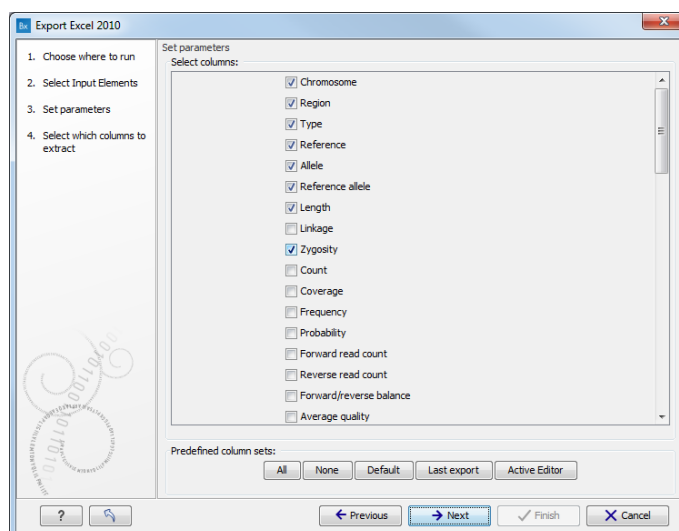 Bx Export Excel 2010
1. Choose where to run
2. Select Input Elements
3. Set parameters
4. Select which columns to
extract
Set parameters
Select columns:
Chromosome
Region
Type
Reference
Allele
Reference allele
Length
Linkage
Zygosity
Count
Coverage
Frequency
Probability
Forward read count
Reverse read count
Forward/reverse balance
Average quality
Predefined column sets:
All None Default Last export Active Editor
? Previous Next Finish Cancel